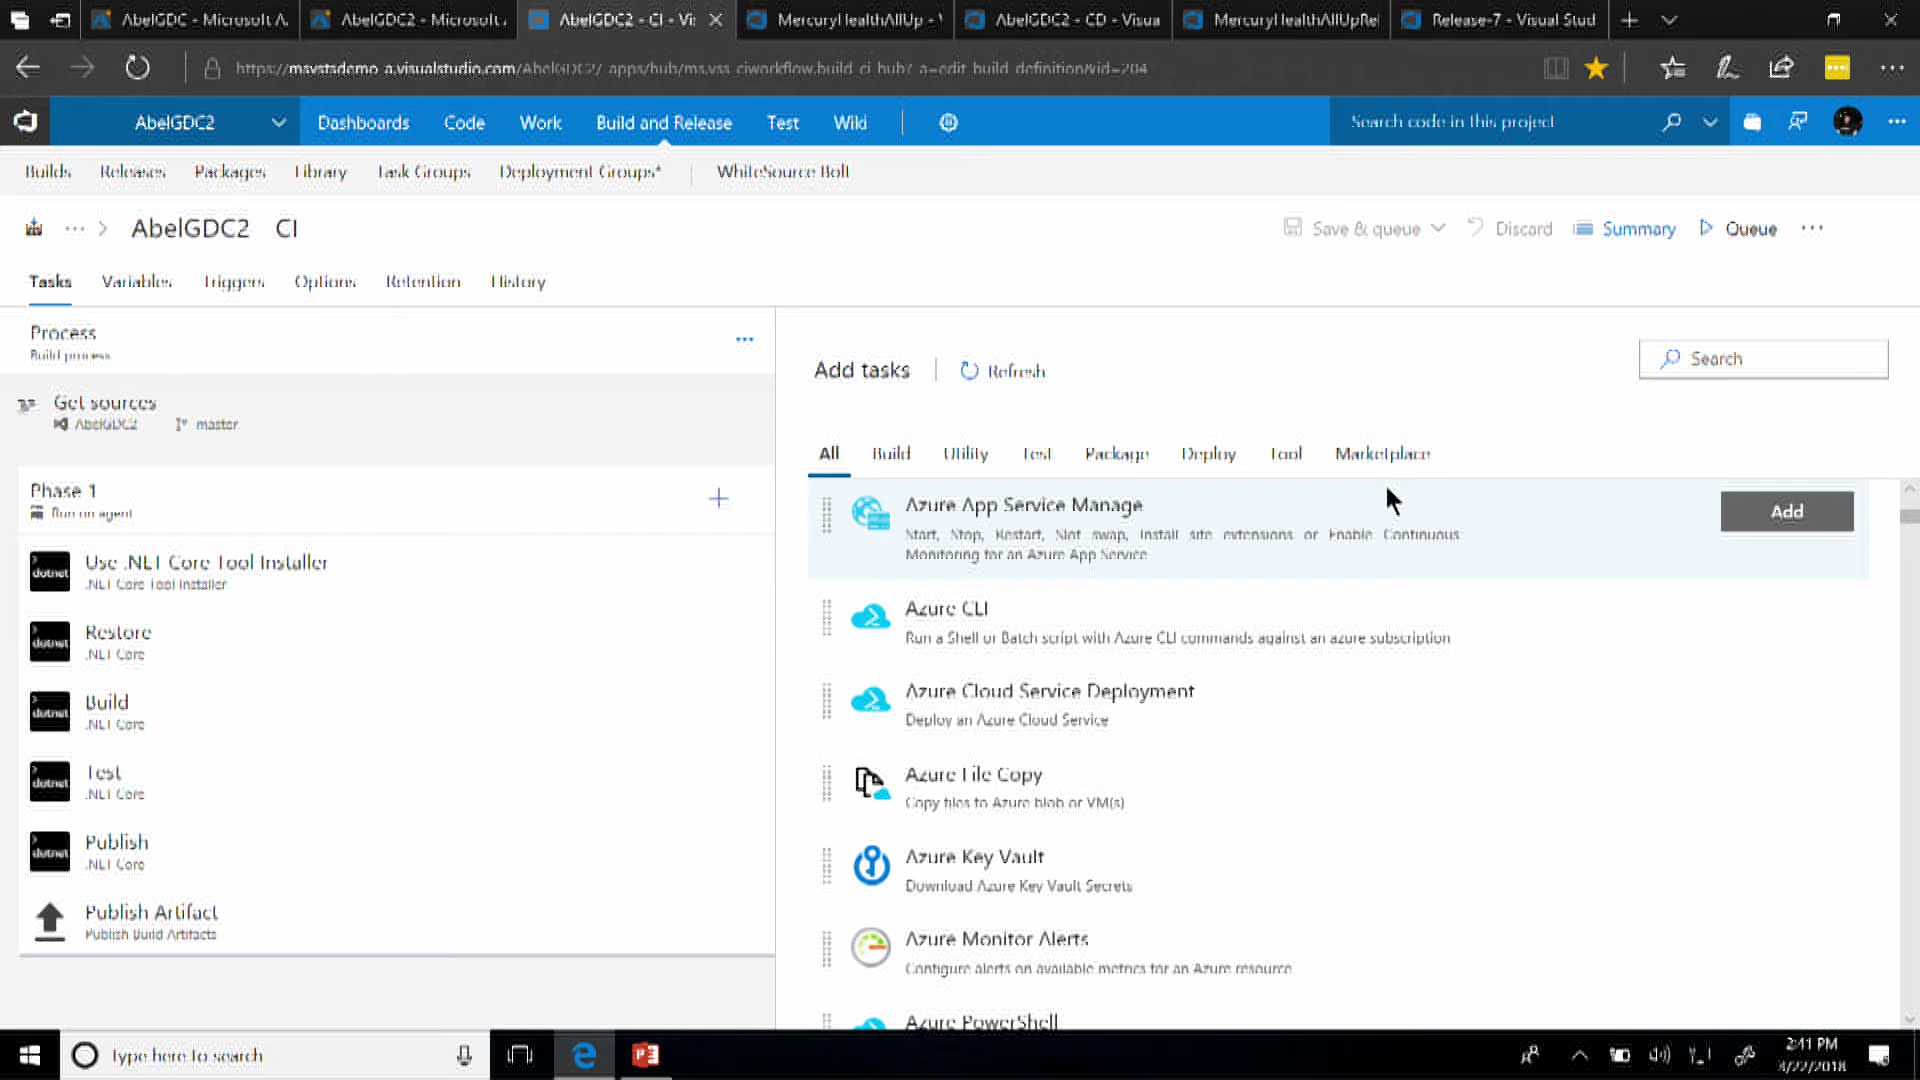 AbelGDC - Microsoft A
AbelGDC2 - Microsoft
AbelGDC2 - CI - Vi
MercuryHealthAllUp -
AbelGDC2 - CD - Visua
MercuryHealthAllUpRel
Release-7 - Visual Stud
AbelGDC2
Dashboards
Code
Work
Build and Release
Test
Wiki
Search code in this project
Builds
Releases
Packages
Library
Task Groups
Deployment Groups*
WhiteSource Bolt
... > AbelGDC2 CI
Save & queue
Discard
Summary
Queue
...
Tasks
Variables
Triggers
Options
Retention
History
Process
Build process
...
Get sources
AbelGDC2
master
Phase 1
Run on agent
Use .NET Core Tool Installer
.NET Core Tool Installer
Restore
.NET Core
Build
.NET Core
Test
.NET Core
Publish
.NET Core
Publish Artifact
Publish Build Artifacts
Add tasks
Refresh
Search
All
Build
Utility
Test
Package
Deploy
Tool
Marketplace
Azure App Service Manage
Start, Stop, Restart, Slot swap, Install site extensions or Enable Continuous
Monitoring for an Azure App Service
Add
Azure CLI
Run a Shell or Batch script with Azure CLI commands against an azure subscription
Azure Cloud Service Deployment
Deploy an Azure Cloud Service
Azure File Copy
Copy files to Azure blob or VM(s)
Azure Key Vault
Download Azure Key Vault Secrets
Azure Monitor Alerts
Configure alerts on available metrics for an Azure resource
Azure PowerShell
Type here to search
2:41 PM
3/22/2018